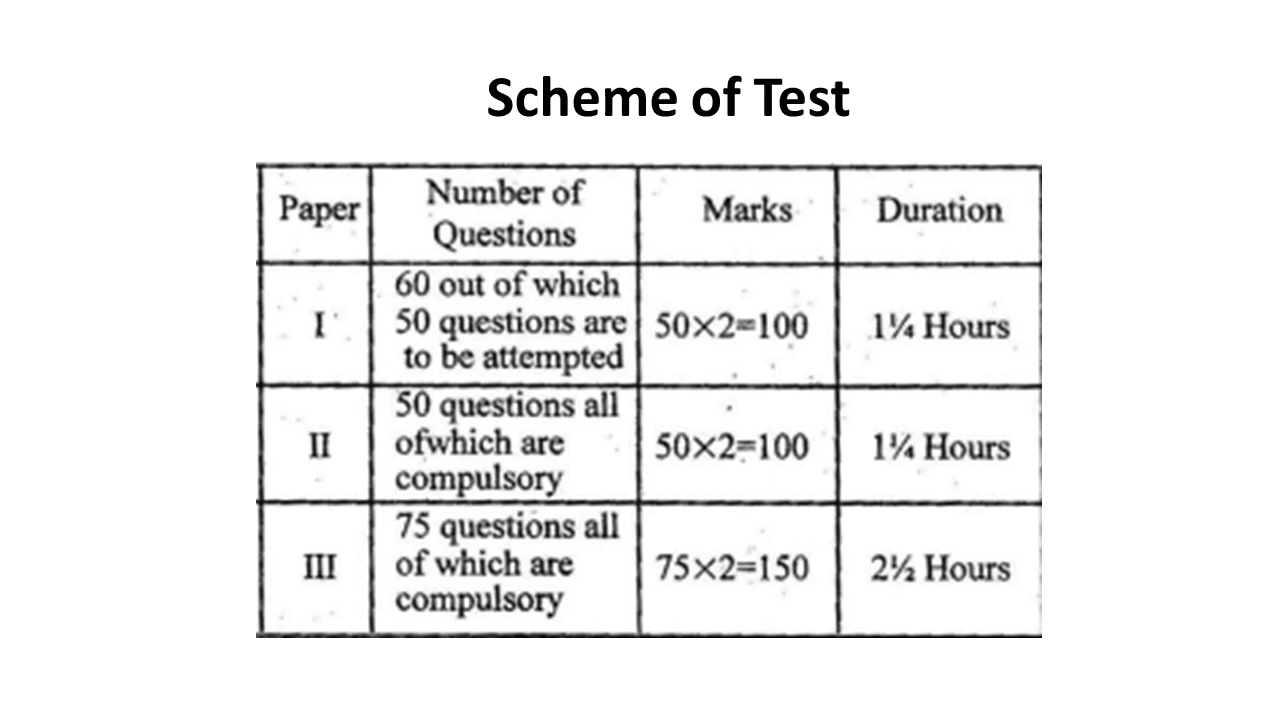 Scheme of Test
Paper
Number of
Questions
Marks
Duration
I
60 out of which
50 questions are
to be attempted
50×2=100
1¼ Hours
II
50 questions all
ofwhich are
compulsory
50×2=100
1¼ Hours
III
75 questions all
of which are
compulsory
75×2=150
2½ Hours